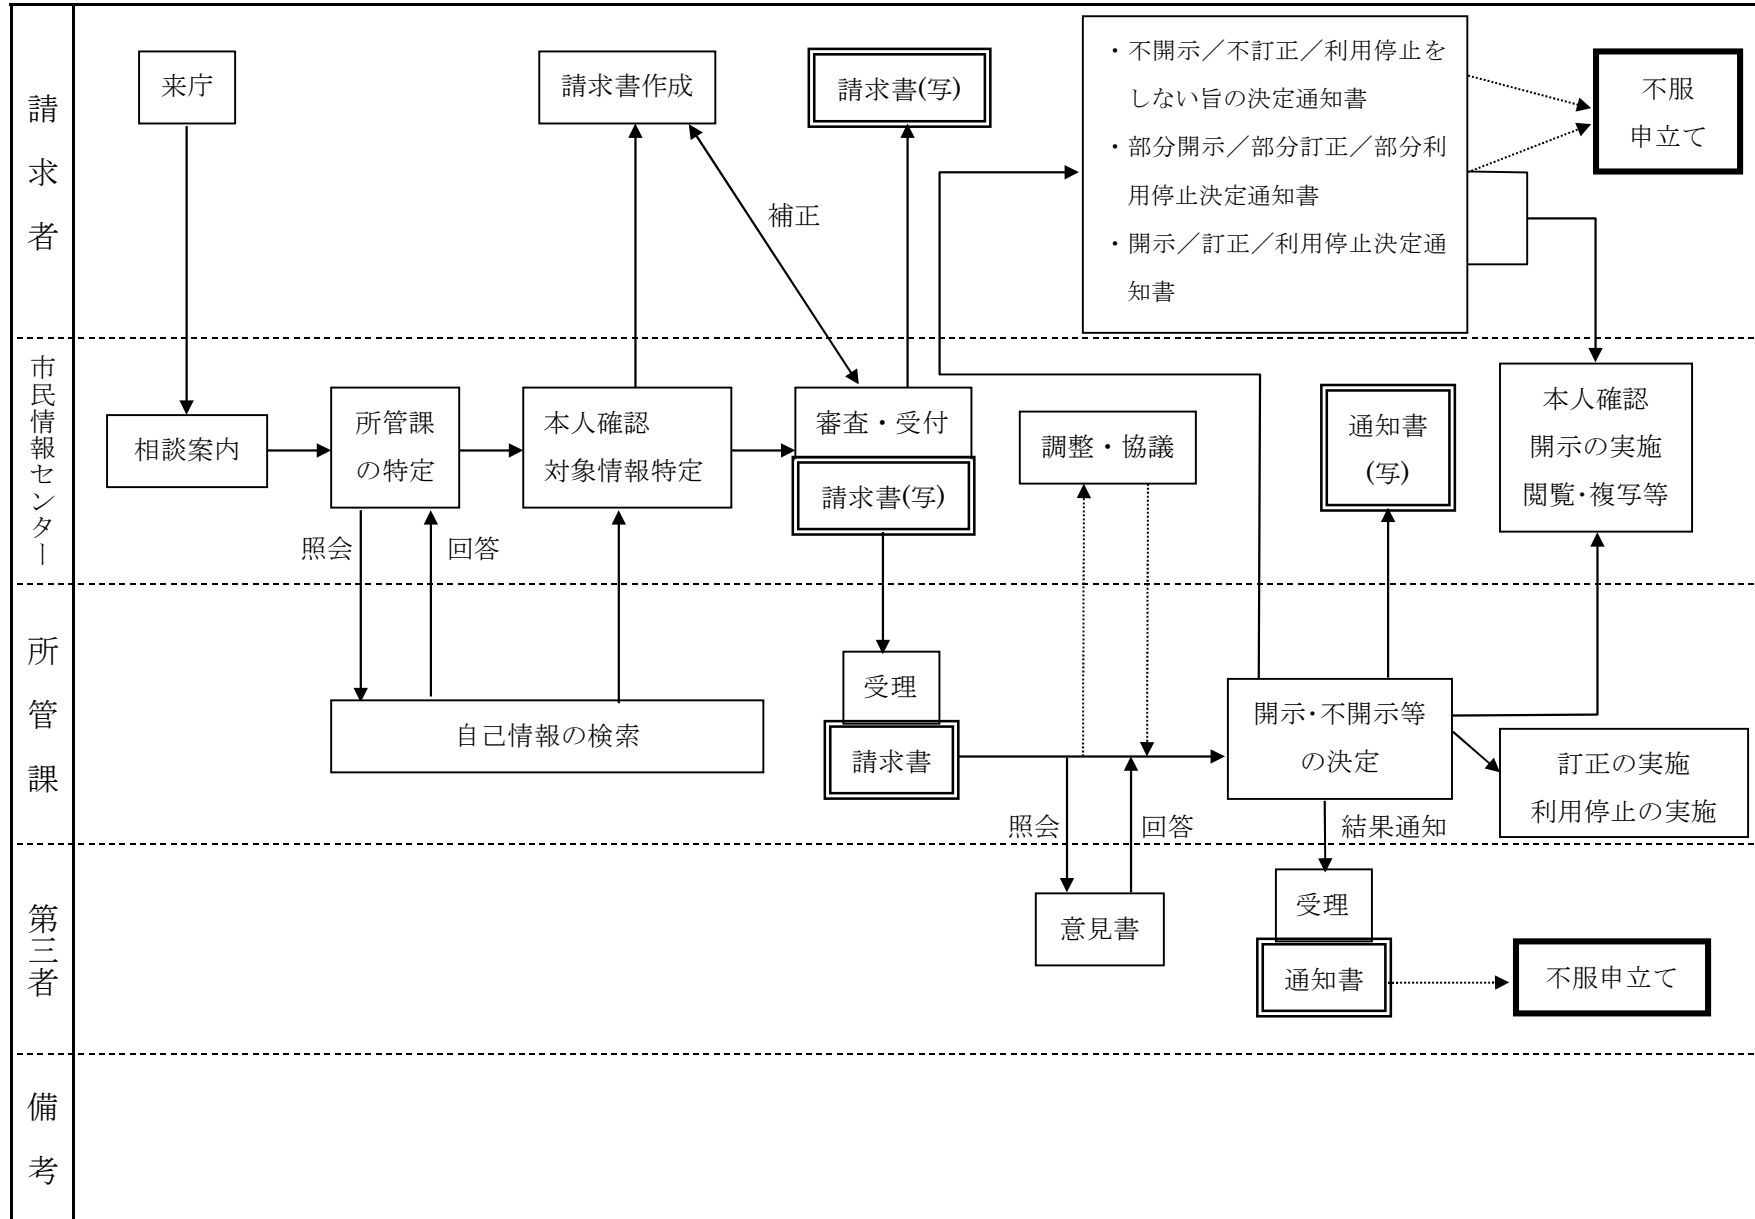 請求者
来庁
請求書作成
請求書(写)
・不開示／不訂正／利用停止を
しない旨の決定通知書
・部分開示／部分訂正／部分利
用停止決定通知書
・開示／訂正／利用停止決定通
知書
不服
申立て
補正
市民情報センター
相談案内
所管課
の特定
本人確認
対象情報特定
審査・受付
請求書(写)
調整・協議
通知書
(写)
本人確認
開示の実施
閲覧・複写等
照会
回答
所管課
自己情報の検索
受理
請求書
開示・不開示等
の決定
訂正の実施
利用停止の実施
照会
回答
結果通知
第三者
意見書
受理
通知書
不服申立て
備考